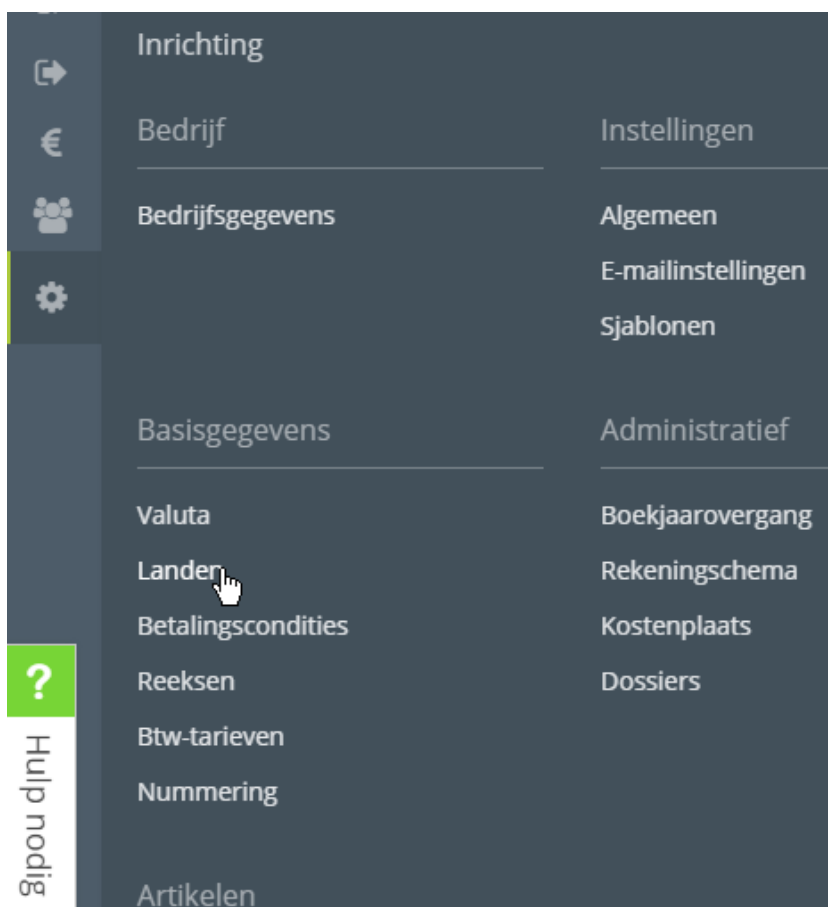 Inrichting
Bedrijf
Bedrijfsgegevens
Instellingen
Algemeen
E-mailinstellingen
Sjablonen
Basisgegevens
Valuta
Landen
Betalingscondities
Reeksen
Btw-tarieven
Nummering
Administratief
Boekjaarovergang
Rekeningschema
Kostenplaats
Dossiers
Artikelen
€
?
Hulp nodig